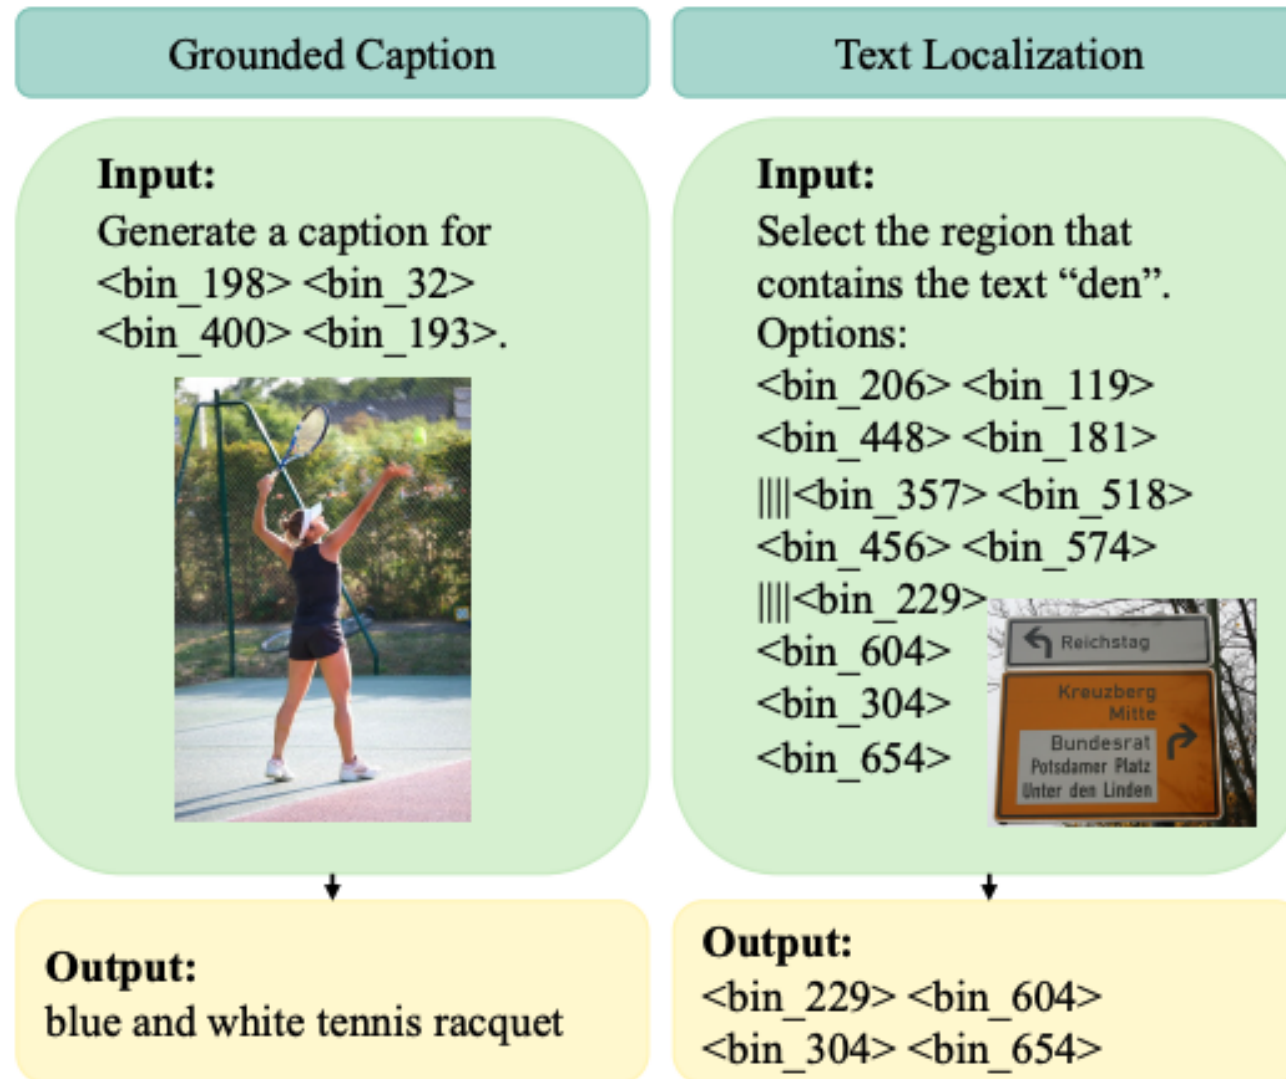 Grounded Caption
Input:
Generate a caption for
<bin_198> <bin_32>
<bin_400> <bin_193>.
Output:
blue and white tennis racquet
Text Localization
Input:
Select the region that
contains the text “den”.
Options:
<bin_206> <bin_119>
<bin_448> <bin_181>
||||<bin_357> <bin_518>
<bin_456> <bin_574>
||||<bin_229>
<bin_604>
<bin_304>
<bin_654>
Reichstag
Kreuzberg
Mitte
Bundesrat
Potsdamer Platz
Unter den Linden
Output:
<bin_229> <bin_604>
<bin_304> <bin_654>